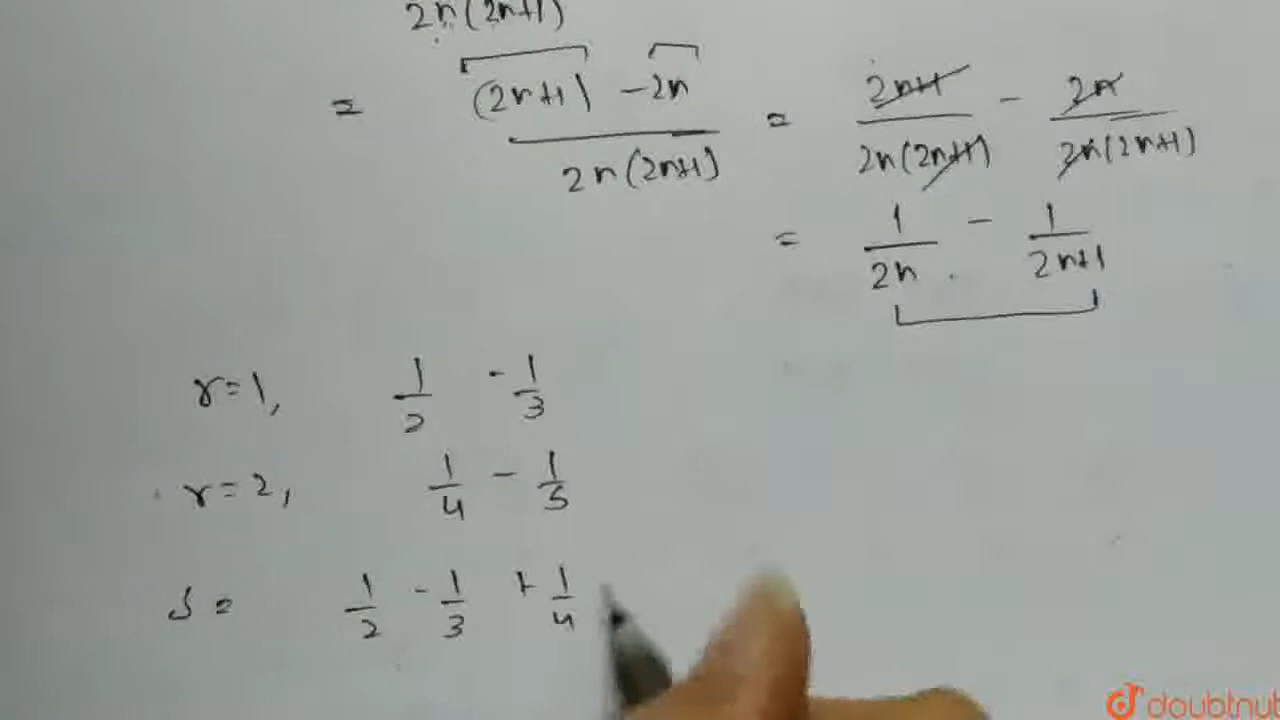 2n(2n+1)
= (2n+1) - 2n / 2n(2n+1) = 2n+1 / 2n(2n+1) - 2n / 2n(2n+1)
= 1/2n - 1/2n+1
r=1, 1/2 - 1/3
r=2, 1/4 - 1/5
S = 1/2 - 1/3 + 1/4
doubtnut